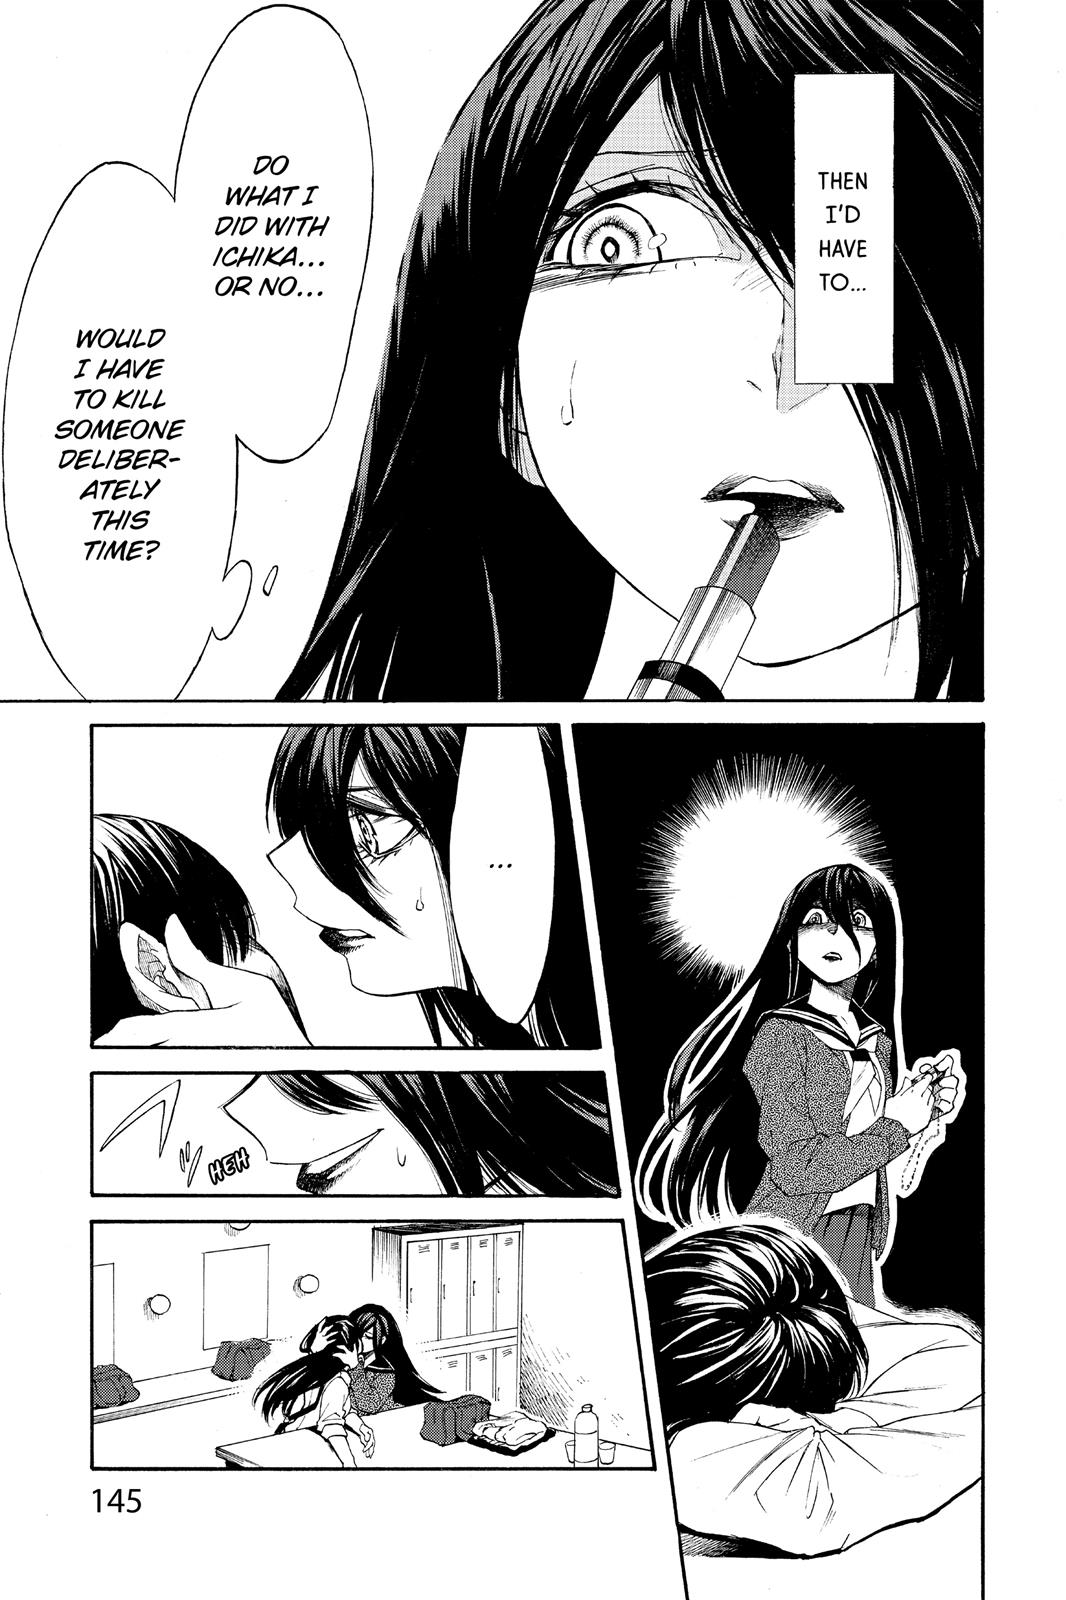 THEN
I'D
HAVE
TO...
DO
WHAT I
DID WITH
ICHIKA...
OR NO...
WOULD
I HAVE
TO KILL
SOMEONE
DELIBER-
ATELY
THIS
TIME?
...
HEH
145